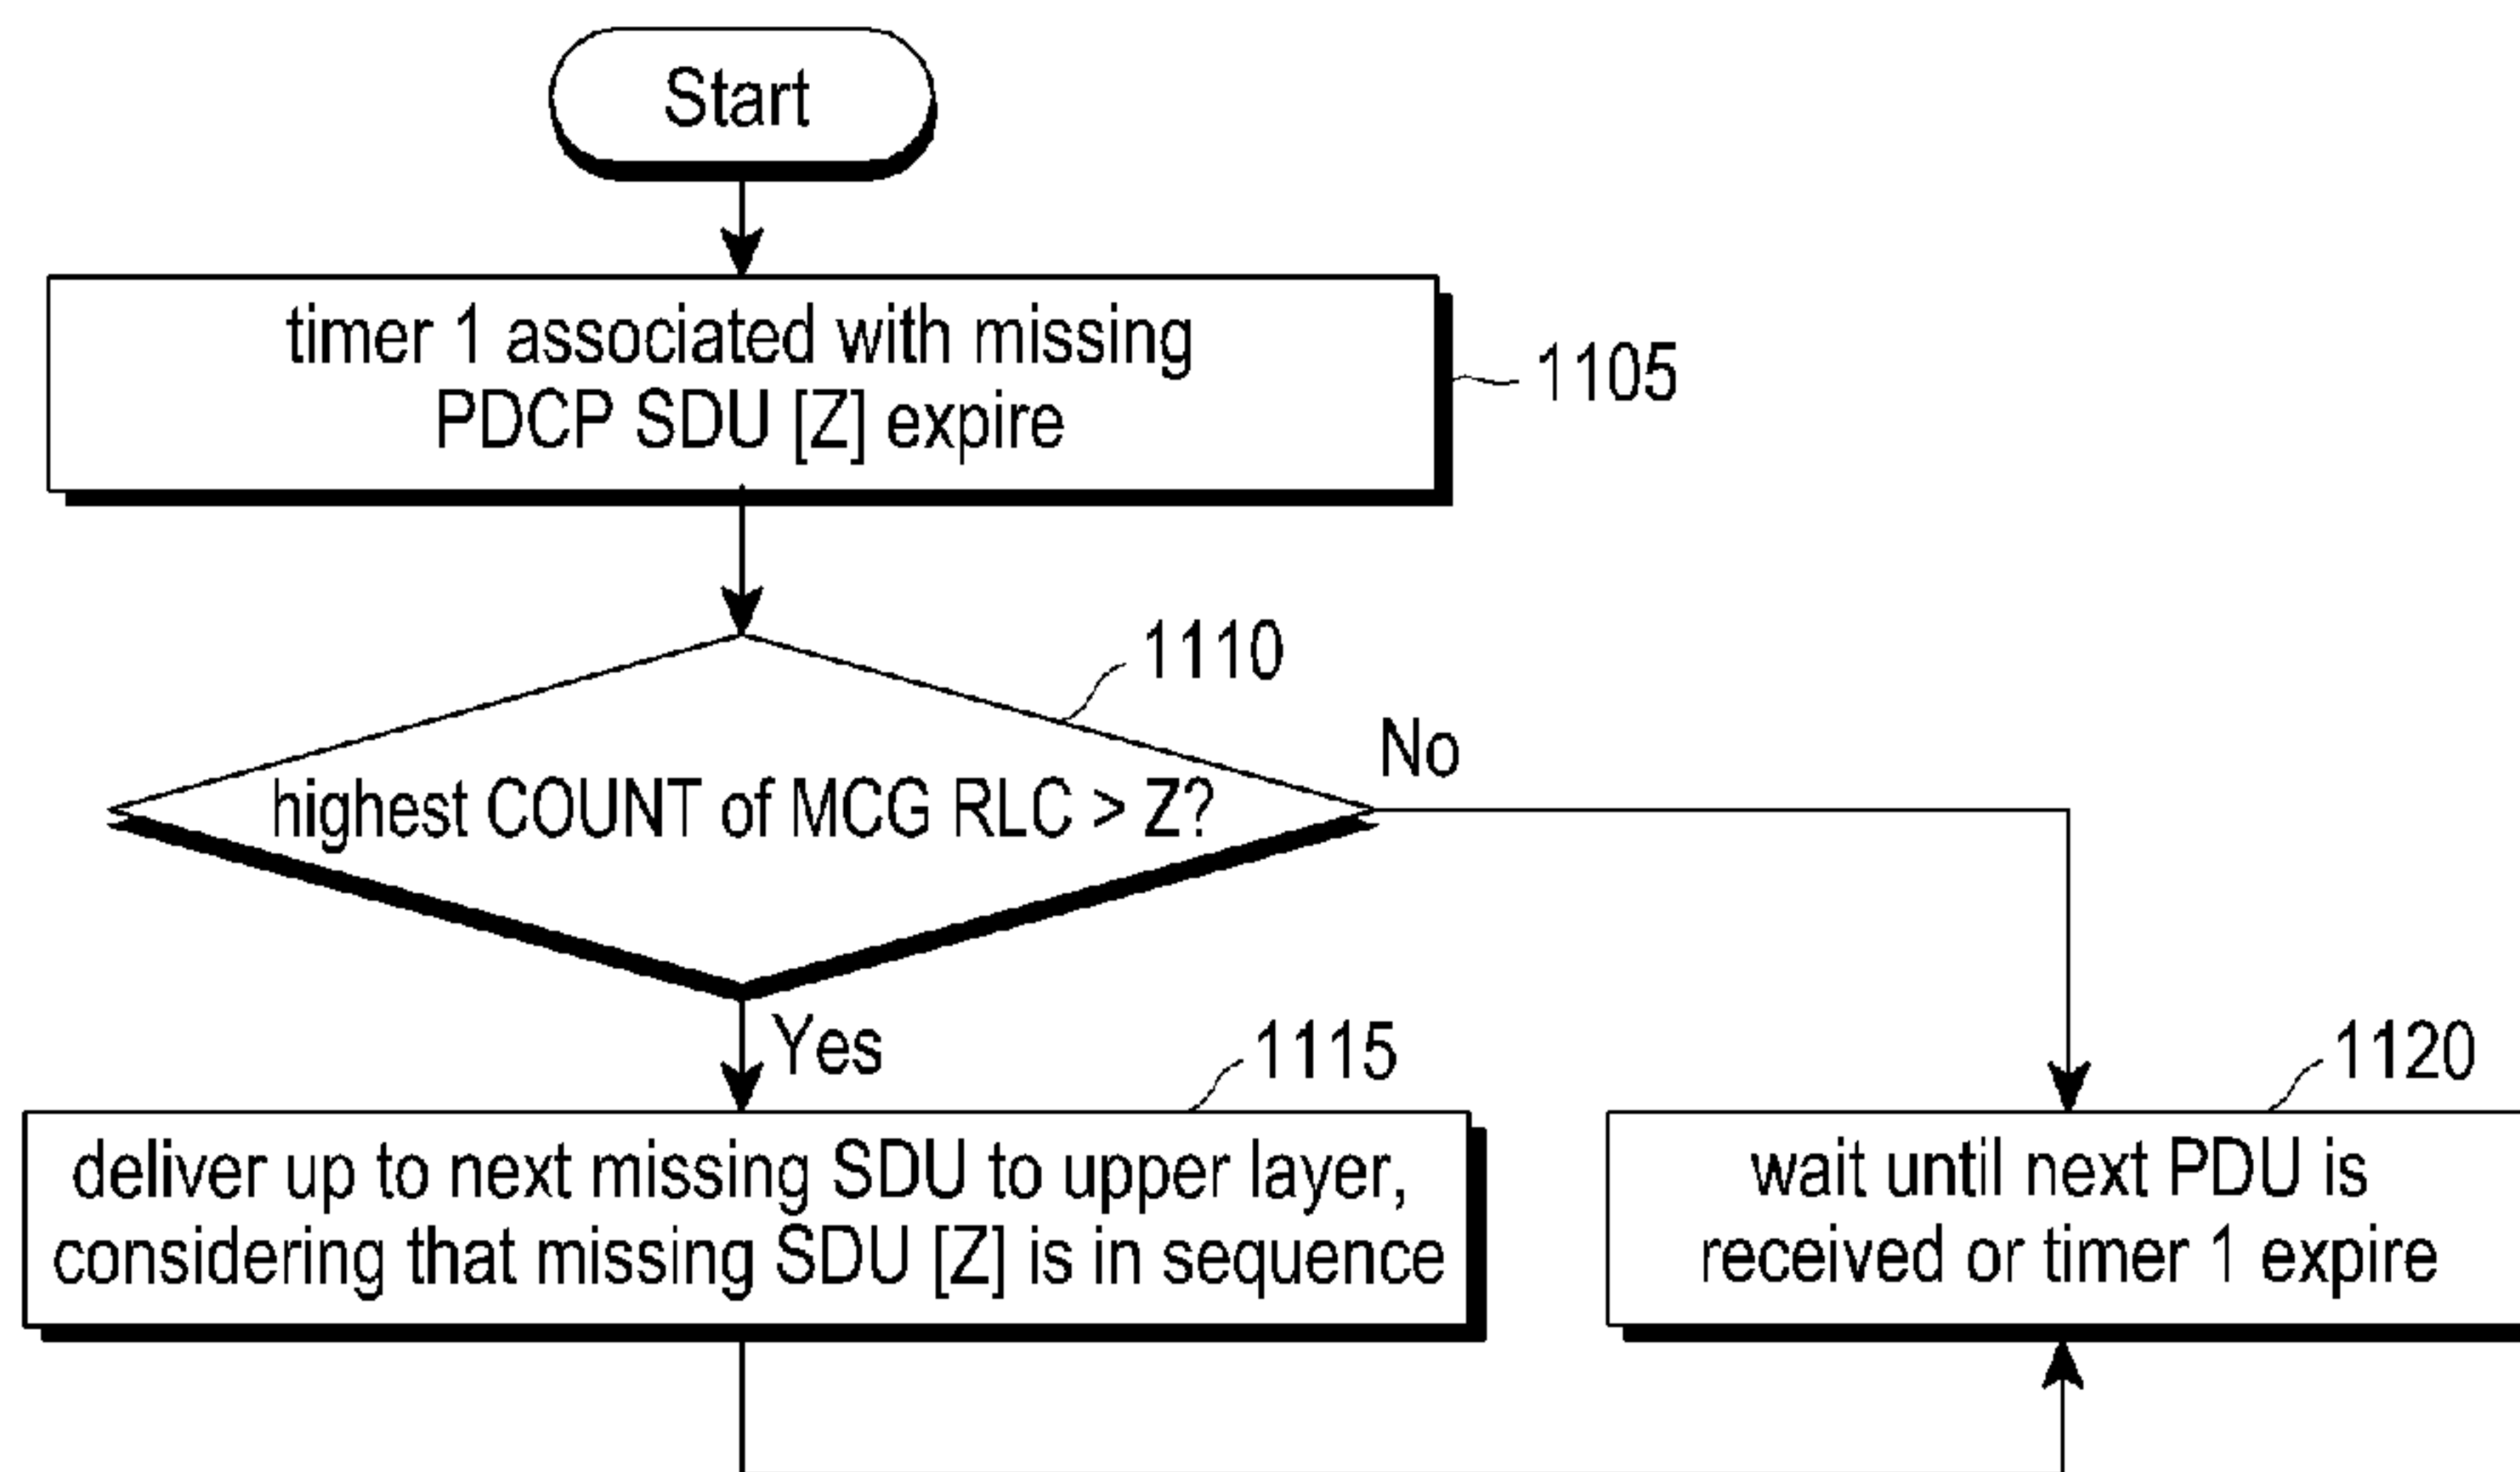 Start
timer 1 associated with missing
PDCP SDU [Z] expire
1105
1110
highest COUNT of MCG RLC > Z?
No
Yes
1115
1120
deliver up to next missing SDU to upper layer,
considering that missing SDU [Z] is in sequence
wait until next PDU is
received or timer 1 expire